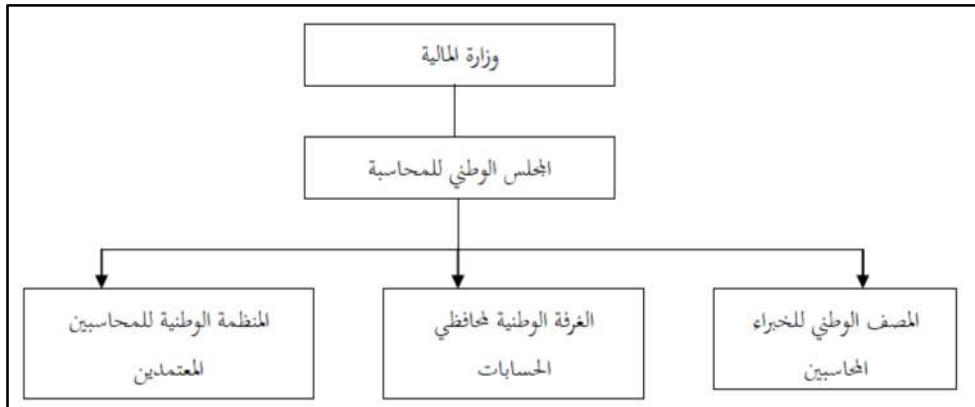 وزارة المالية
المجلس الوطني للمحاسبة
المصف الوطني للخبراء
المحاسبين
الغرفة الوطنية لمحافظي
الحسابات
المنظمة الوطنية للمحاسبين
المعتمدين